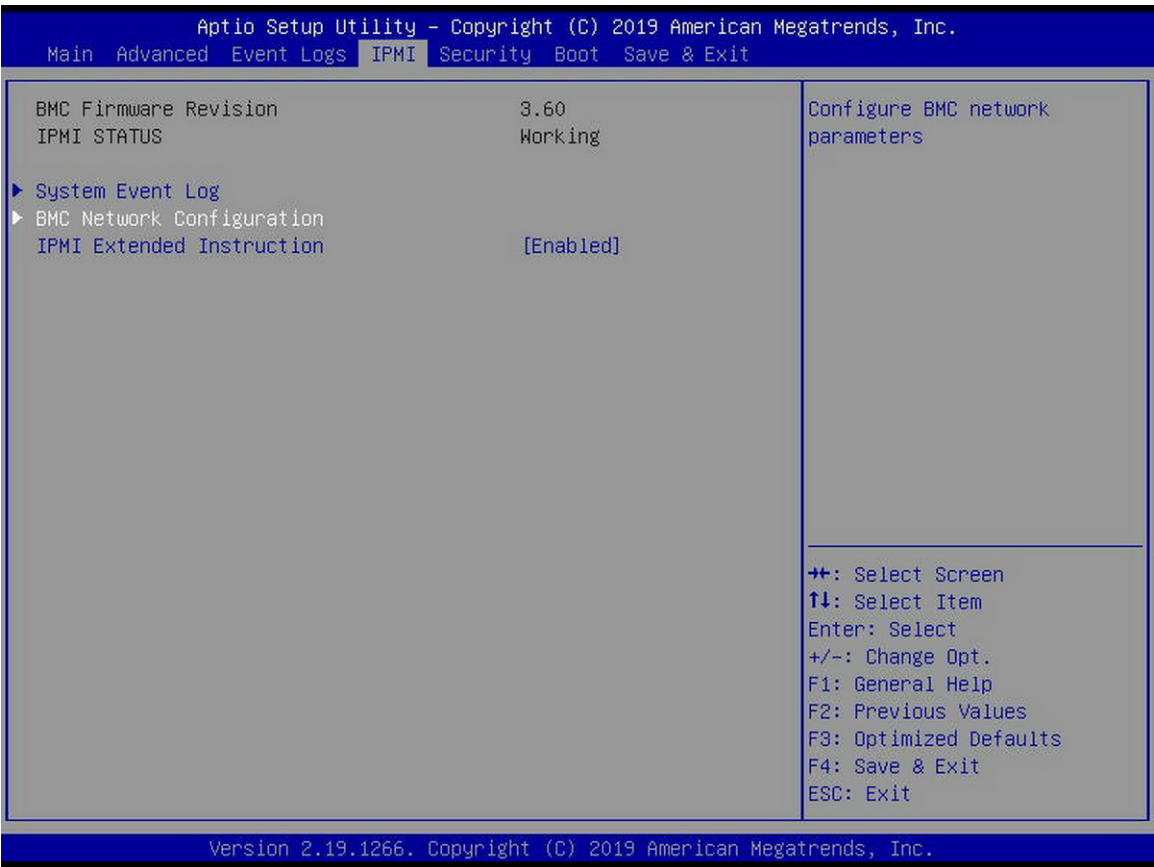 Aptio Setup Utility – Copyright (C) 2019 American Megatrends, Inc.
Main Advanced Event Logs IPMI Security Boot Save & Exit
BMC Firmware Revision 3.60
IPMI STATUS Working
System Event Log
BMC Network Configuration
IPMI Extended Instruction [Enabled]
Configure BMC network
parameters
→←: Select Screen
↑↓: Select Item
Enter: Select
+/-: Change Opt.
F1: General Help
F2: Previous Values
F3: Optimized Defaults
F4: Save & Exit
ESC: Exit
Version 2.19.1266. Copyright (C) 2019 American Megatrends, Inc.